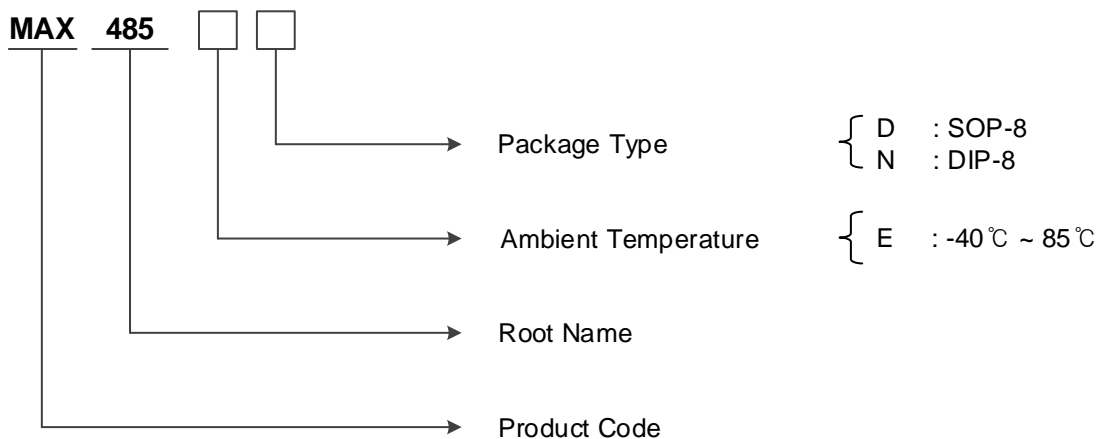 MAX 485
Package Type { D : SOP-8
N : DIP-8
Ambient Temperature { E : -40℃ ~ 85℃
Root Name
Product Code